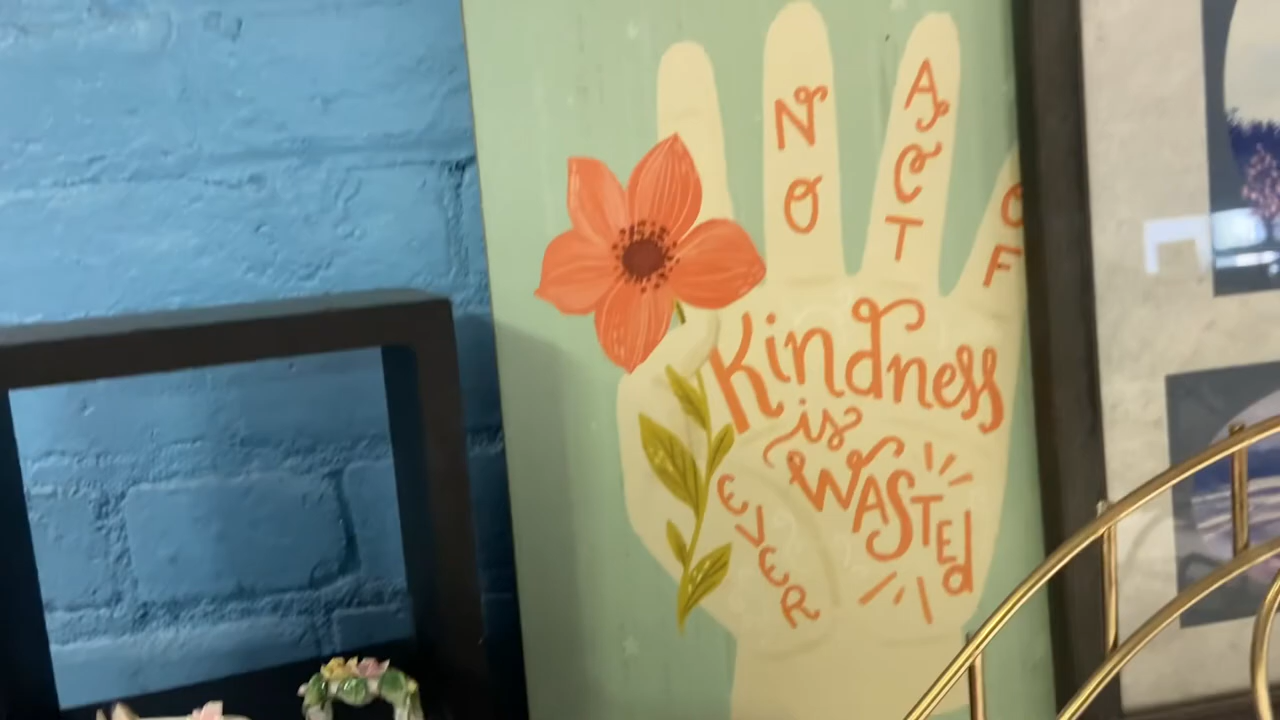 NO
ACT
OF
Kindness
is
WASTEd
EVER